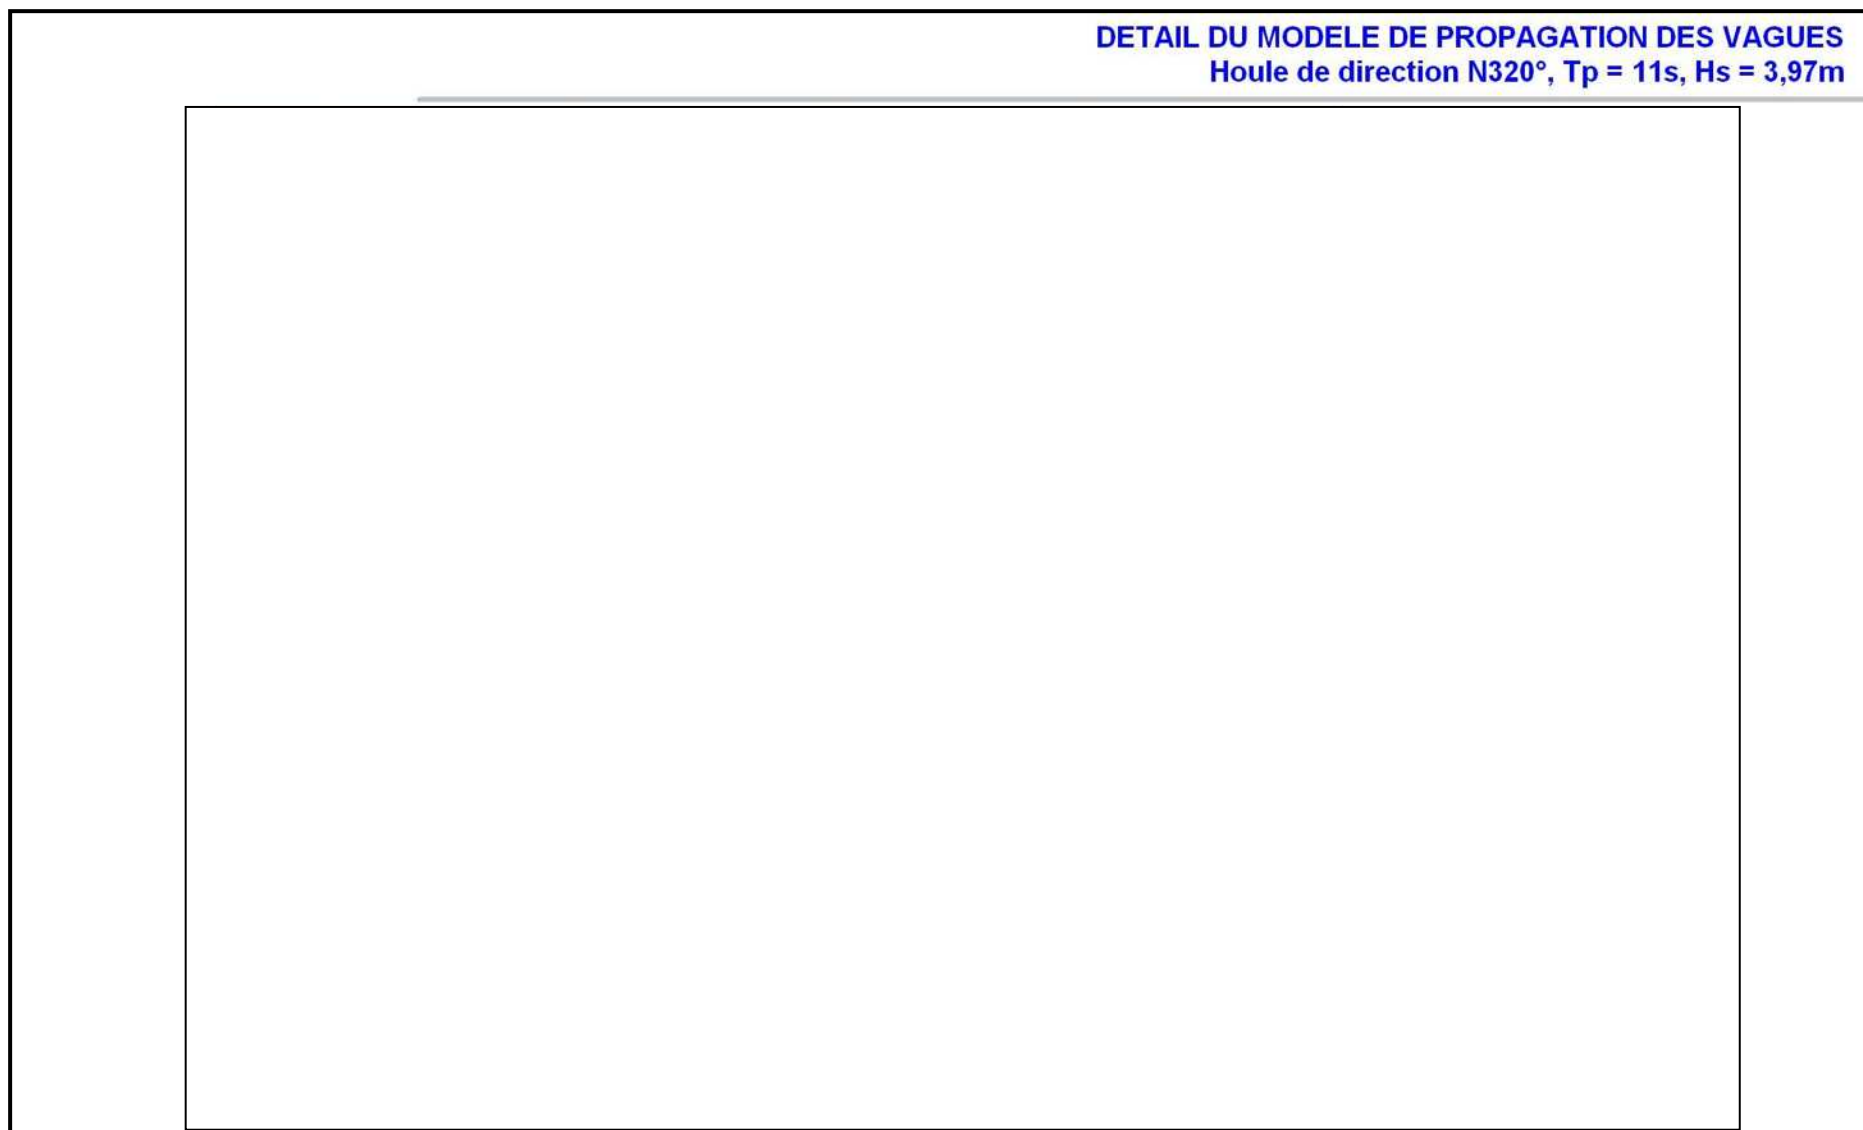 DETAIL DU MODELE DE PROPAGATION DES VAGUES
Houle de direction N320°, Tp = 11s, Hs = 3,97m